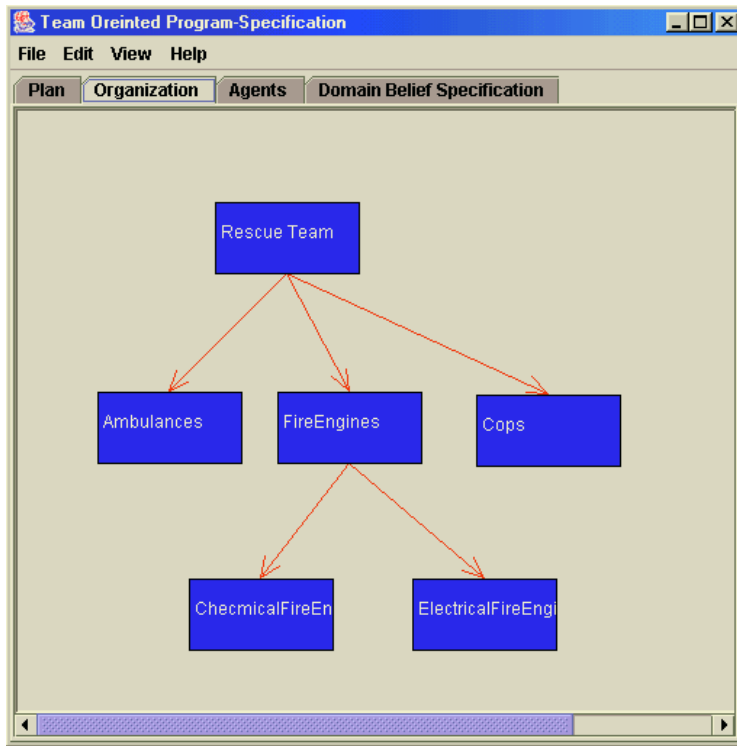 Team Oreinted Program-Specification
File Edit View Help
Plan Organization Agents Domain Belief Specification
Rescue Team
Ambulances FireEngines Cops
ChecmicalFireEn ElectricalFireEngi